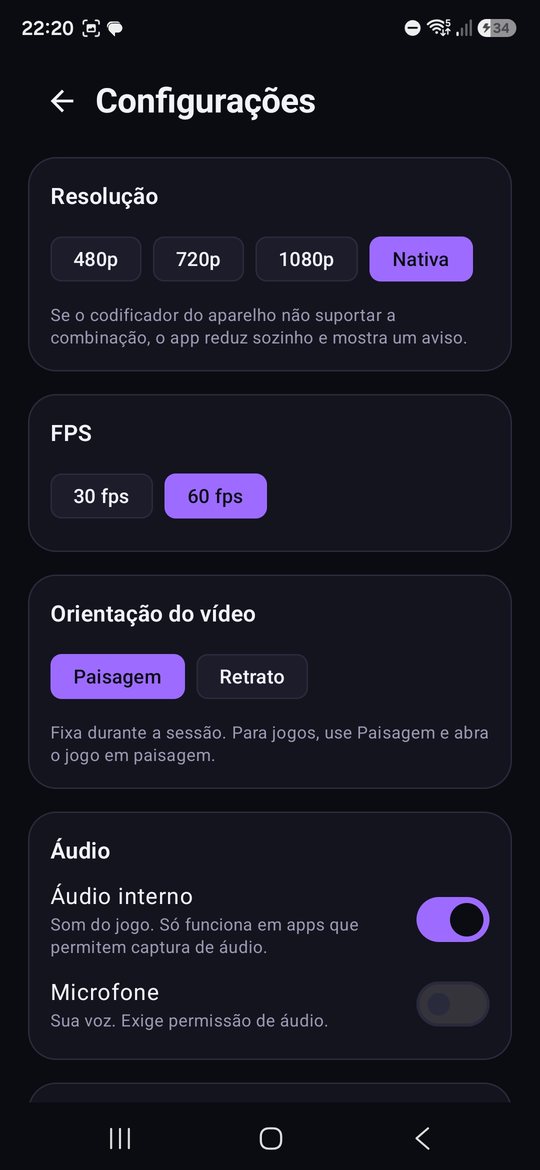 22:20
5
34
Configurações
Resolução
480p 720p 1080p Nativa
Se o codificador do aparelho não suportar a
combinação, o app reduz sozinho e mostra um aviso.
FPS
30 fps 60 fps
Orientação do vídeo
Paisagem Retrato
Fixa durante a sessão. Para jogos, use Paisagem e abra
o jogo em paisagem.
Áudio
Áudio interno
Som do jogo. Só funciona em apps que
permitem captura de áudio.
Microfone
Sua voz. Exige permissão de áudio.